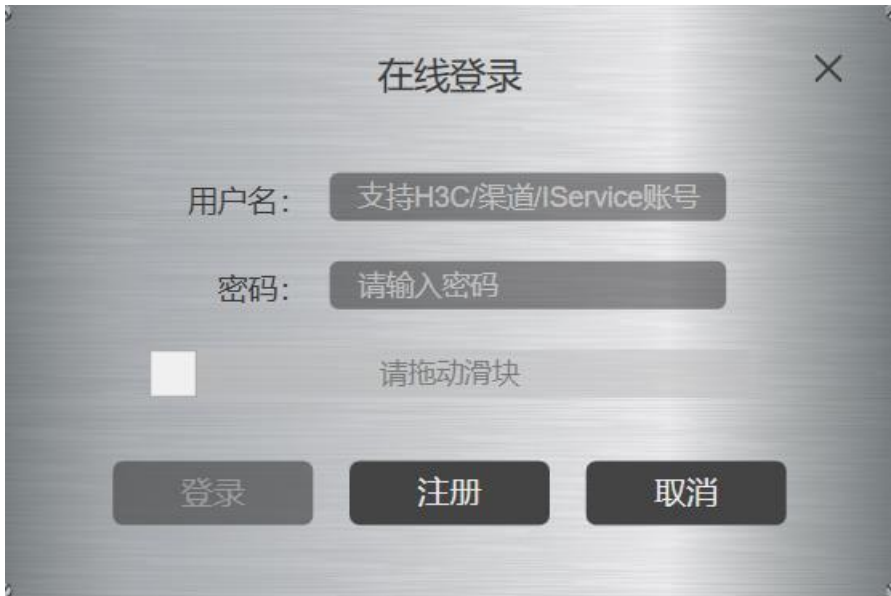 在线登录
用户名： 支持H3C/渠道/IService账号
密码： 请输入密码
请拖动滑块
登录 注册 取消